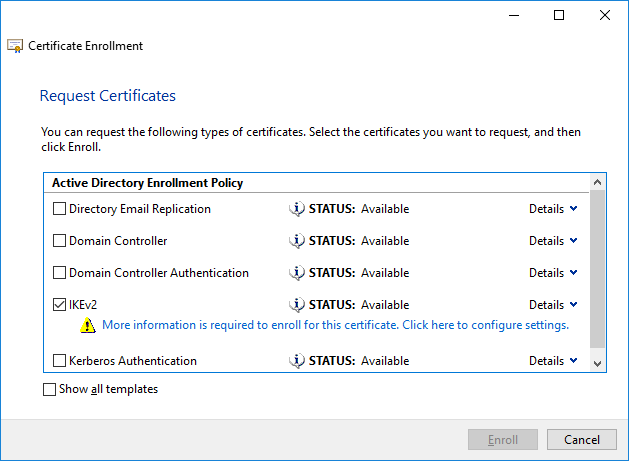 Certificate Enrollment
Request Certificates
You can request the following types of certificates. Select the certificates you want to request, and then
click Enroll.
Active Directory Enrollment Policy
Directory Email Replication STATUS: Available Details
Domain Controller STATUS: Available Details
Domain Controller Authentication STATUS: Available Details
IKEv2 STATUS: Available Details
More information is required to enroll for this certificate. Click here to configure settings.
Kerberos Authentication STATUS: Available Details
Show all templates
Enroll Cancel